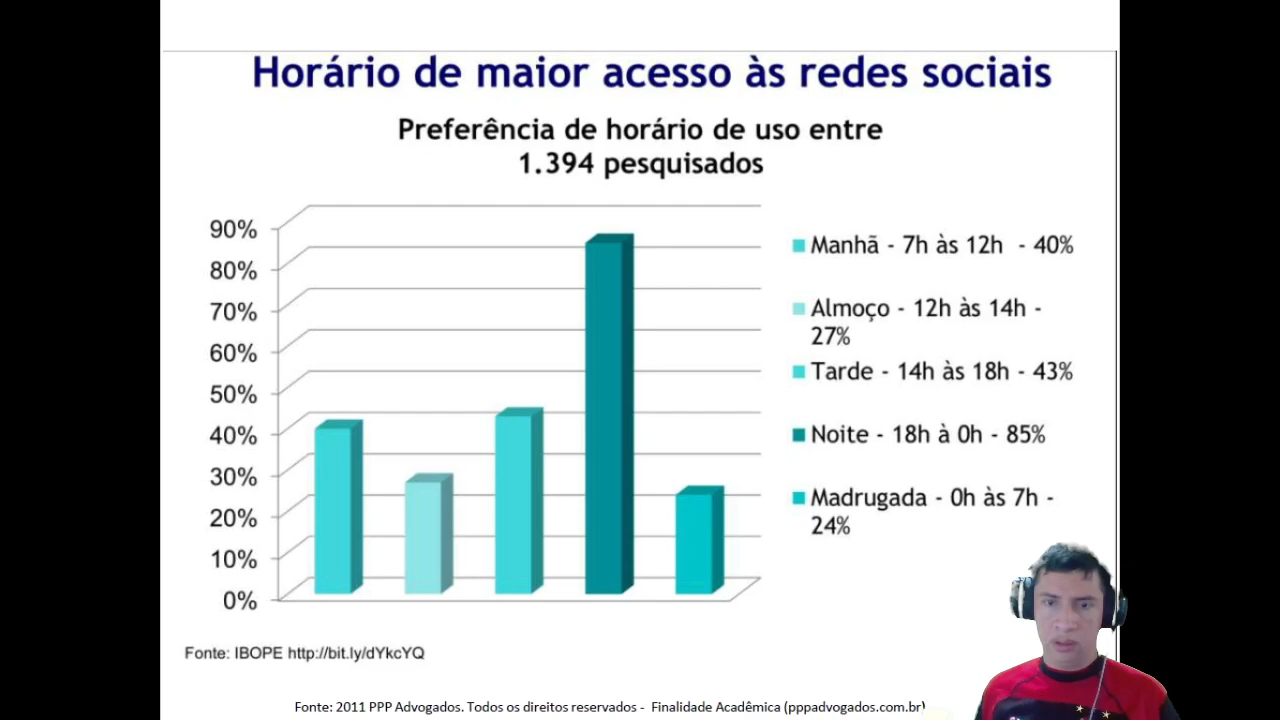 Horário de maior acesso às redes sociais
Preferência de horário de uso entre
1.394 pesquisados
90%
80%
70%
60%
50%
40%
30%
20%
10%
0%
Manhã - 7h às 12h - 40%
Almoço - 12h às 14h -
27%
Tarde - 14h às 18h - 43%
Noite - 18h à 0h - 85%
Madrugada - 0h às 7h -
24%
Fonte: IBOPE http://bit.ly/dYkcYQ
Fonte: 2011 PPP Advogados. Todos os direitos reservados - Finalidade Acadêmica (pppadvogados.com.br)